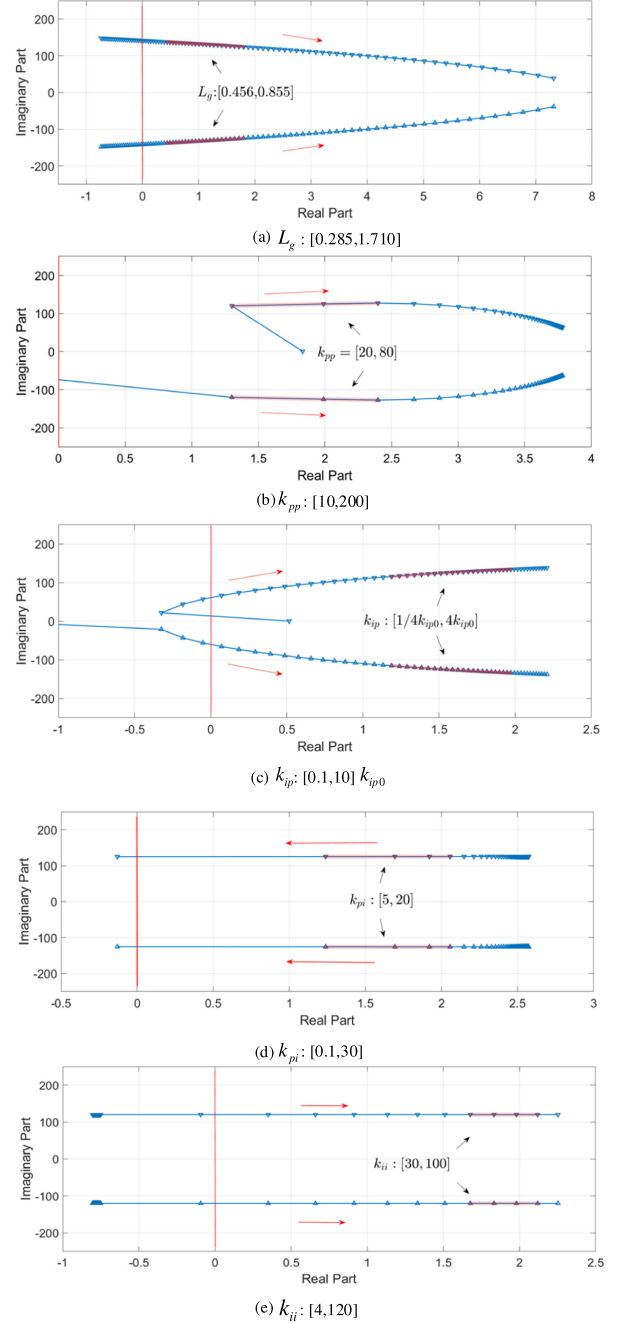 200
100
0
-100
-200
Imaginary Part
L_g:[0.456,0.855]
-1 0 1 2 3 4 5 6 7 8
Real Part
(a) L_g : [0.285,1.710]
200
100
0
-100
-200
Imaginary Part
k_pp = [20, 80]
0 0.5 1 1.5 2 2.5 3 3.5 4
Real Part
(b) k_pp : [10,200]
200
100
0
-100
-200
Imaginary Part
k_ip : [1/4k_ip0, 4k_ip0]
-1 -0.5 0 0.5 1 1.5 2 2.5
Real Part
(c) k_ip: [0.1,10] k_ip0
200
100
0
-100
-200
Imaginary Part
k_pi : [5, 20]
-0.5 0 0.5 1 1.5 2 2.5 3
Real Part
(d) k_pi : [0.1,30]
200
100
0
-100
-200
Imaginary Part
k_ii : [30, 100]
-1 -0.5 0 0.5 1 1.5 2 2.5
Real Part
(e) k_ii : [4,120]